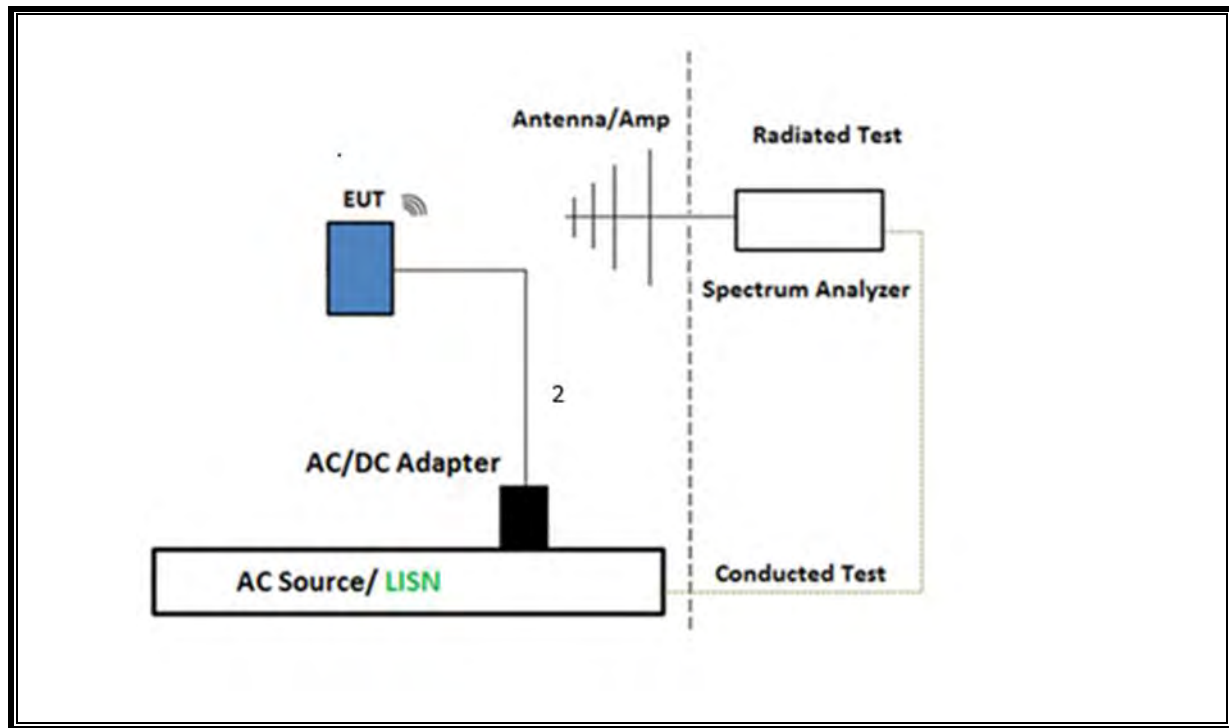 Antenna/Amp
Radiated Test
EUT
Spectrum Analyzer
2
AC/DC Adapter
AC Source/ LISN
Conducted Test